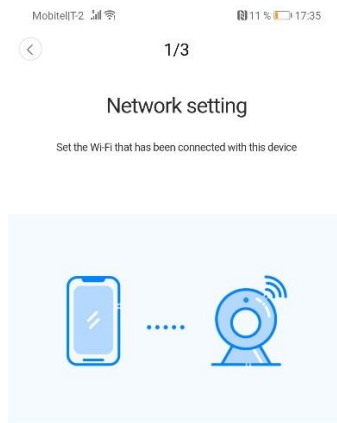 Mobitel|T-2 11 % 17:35
1/3
Network setting
Set the Wi-Fi that has been connected with this device